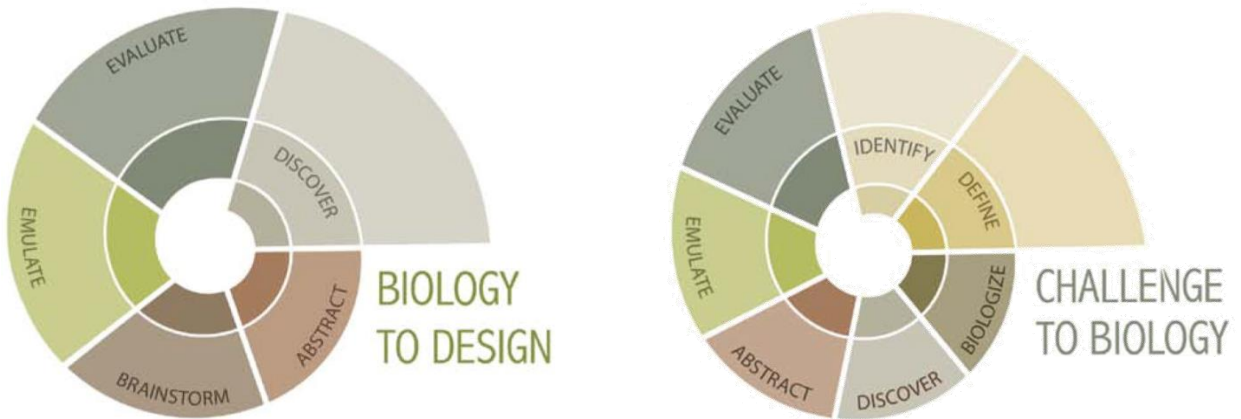 EVALUATE
DISCOVER
EMULATE
ABSTRACT
BRAINSTORM
BIOLOGY
TO DESIGN
EVALUATE
IDENTIFY
DEFINE
EMULATE
BIOLOGIZE
ABSTRACT
DISCOVER
CHALLENGE
TO BIOLOGY